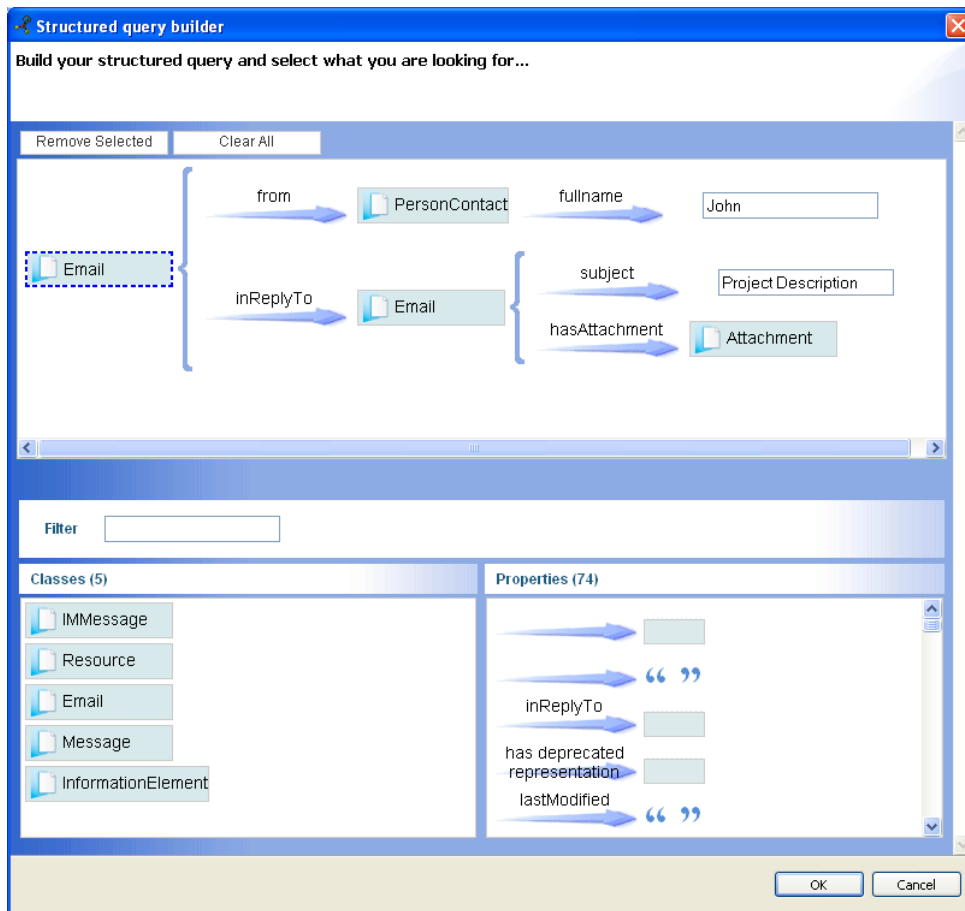 Structured query builder
Build your structured query and select what you are looking for...
Remove Selected
Clear All
from
PersonContact
fullname
John
Email
subject
Project Description
inReplyTo
Email
hasAttachment
Attachment
Filter
Classes (5)
Properties (74)
IMMessage
Resource
Email
Message
InformationElement
“ ”
inReplyTo
has deprecated
representation
lastModified
“ ”
OK
Cancel